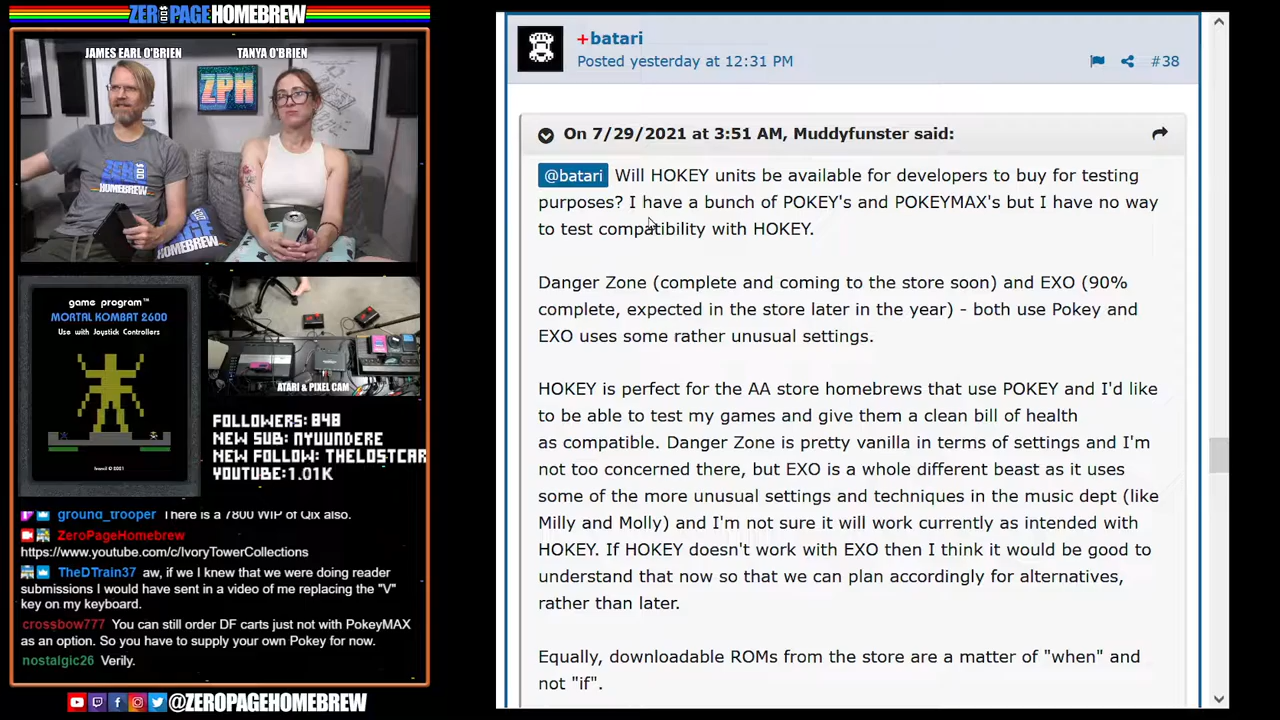 ZEROPAGE HOMEBREW
JAMES EARL O'BRIEN
TANYA O'BRIEN
ZPH
ZERO
HOMEBREW
HOMEBREW
game program™
MORTAL KOMBAT 2600
Use with Joystick Controllers
ATARI & PIXEL CAM
FOLLOWERS: 848
NEW SUB: NYUUNDERE
NEW FOLLOW: THELOSTCAR
YOUTUBE:1.01K
ground_trooper There is a 7800 WIP of Qix also.
ZeroPageHomebrew
https://www.youtube.com/c/IvoryTowerCollections
TheDTrain37 aw, if we I knew that we were doing reader
submissions I would have sent in a video of me replacing the "V"
key on my keyboard.
crossbow777 You can still order DF carts just not with PokeyMAX
as an option. So you have to supply your own Pokey for now.
nostalgic26 Verily.
@ZEROPAGEHOMEBREW
+batari
Posted yesterday at 12:31 PM
#38
On 7/29/2021 at 3:51 AM, Muddyfunster said:
@batari Will HOKEY units be available for developers to buy for testing
purposes? I have a bunch of POKEY's and POKEYMAX's but I have no way
to test compatibility with HOKEY.
Danger Zone (complete and coming to the store soon) and EXO (90%
complete, expected in the store later in the year) - both use Pokey and
EXO uses some rather unusual settings.
HOKEY is perfect for the AA store homebrews that use POKEY and I'd like
to be able to test my games and give them a clean bill of health
as compatible. Danger Zone is pretty vanilla in terms of settings and I'm
not too concerned there, but EXO is a whole different beast as it uses
some of the more unusual settings and techniques in the music dept (like
Milly and Molly) and I'm not sure it will work currently as intended with
HOKEY. If HOKEY doesn't work with EXO then I think it would be good to
understand that now so that we can plan accordingly for alternatives,
rather than later.
Equally, downloadable ROMs from the store are a matter of "when" and
not "if".